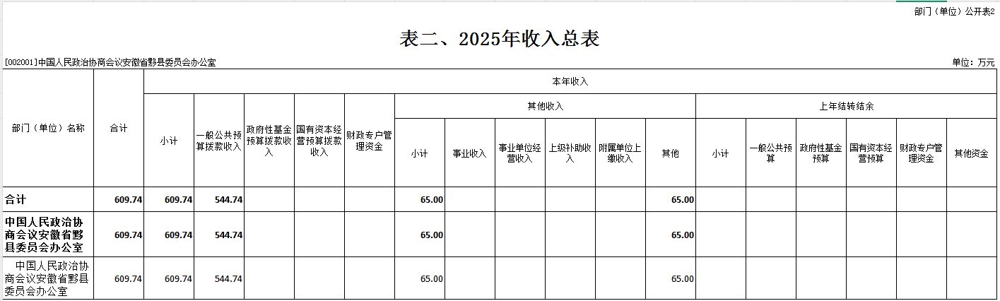 部门（单位）公开表2
表二、2025年收入总表
[002001]中国人民政治协商会议安徽省黟县委员会办公室
单位：万元
部门（单位）名称
合计
本年收入
小计
一般公共预
算拨款收入
政府性基金
预算拨款收
入
国有资本经
营预算拨款
收入
财政专户管
理资金
其他收入
小计
事业收入
事业单位经
营收入
上级补助收
入
附属单位上
缴收入
其他
上年结转结余
小计
一般公共预
算
政府性基金
预算
国有资本经
营预算
财政专户管
理资金
其他资金
合计 609.74 609.74 544.74 65.00 65.00
中国人民政治协
商会议安徽省黟
县委员会办公室
609.74 609.74 544.74 65.00 65.00
中国人民政治协
商会议安徽省黟县
委员会办公室
609.74 609.74 544.74 65.00 65.00